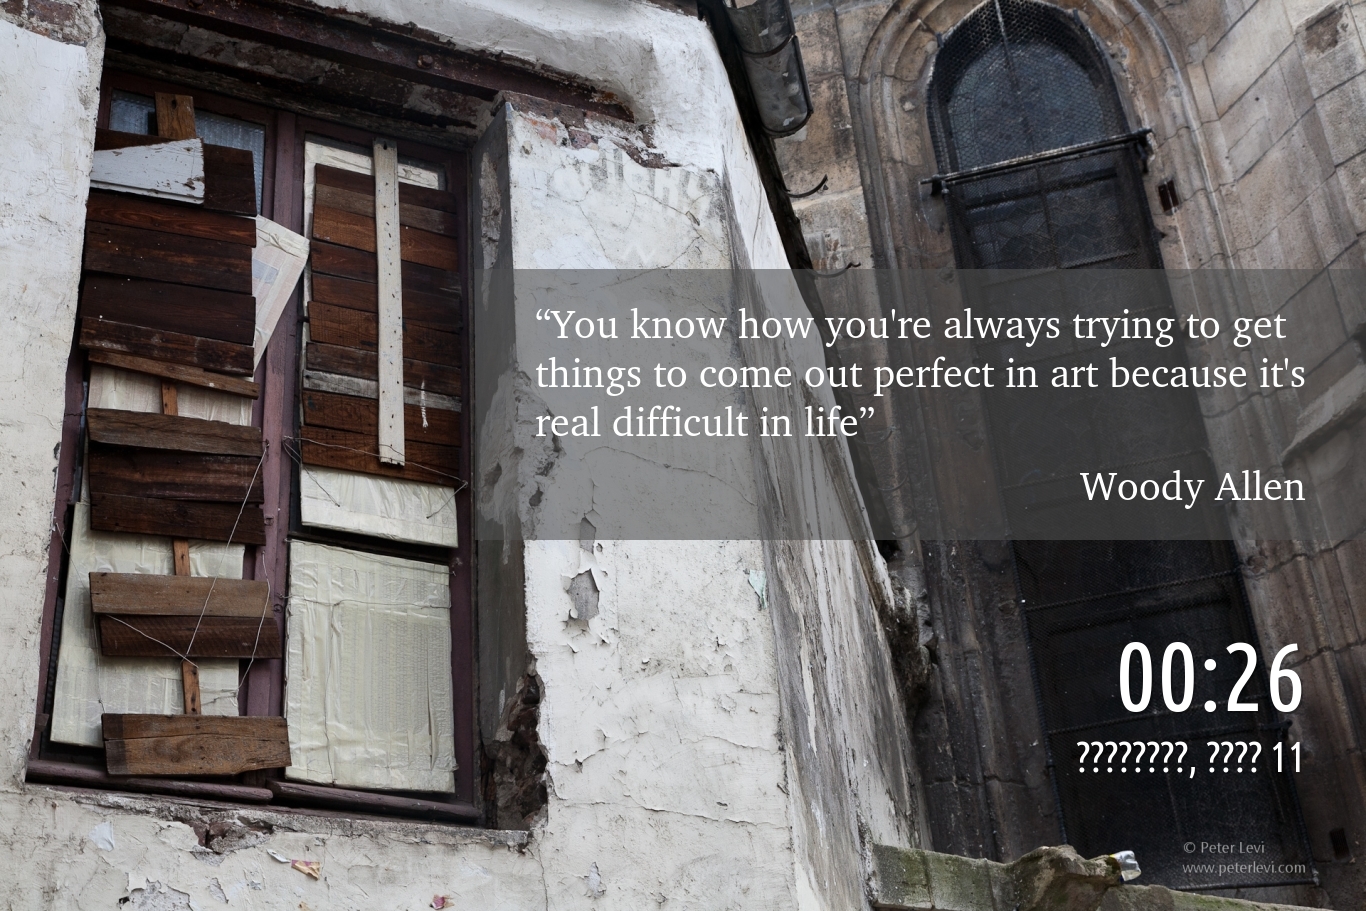 “You know how you're always trying to get
things to come out perfect in art because it's
real difficult in life”
Woody Allen
00:26
????????, ???? 11
© Peter Levi
www.peterlevi.com